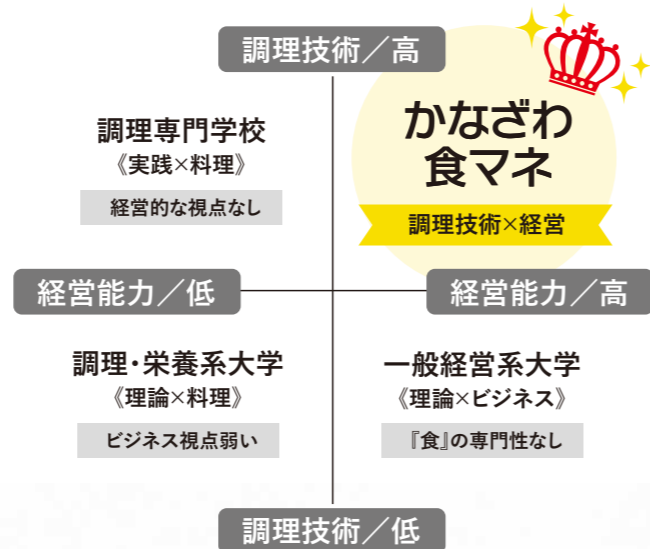 調理技術／高
かなざわ
食マネ
調理技術×経営
調理専門学校
《実践×料理》
経営的な視点なし
経営能力／低
経営能力／高
調理・栄養系大学
《理論×料理》
ビジネス視点弱い
一般経営系大学
《理論×ビジネス》
『食』の専門性なし
調理技術／低